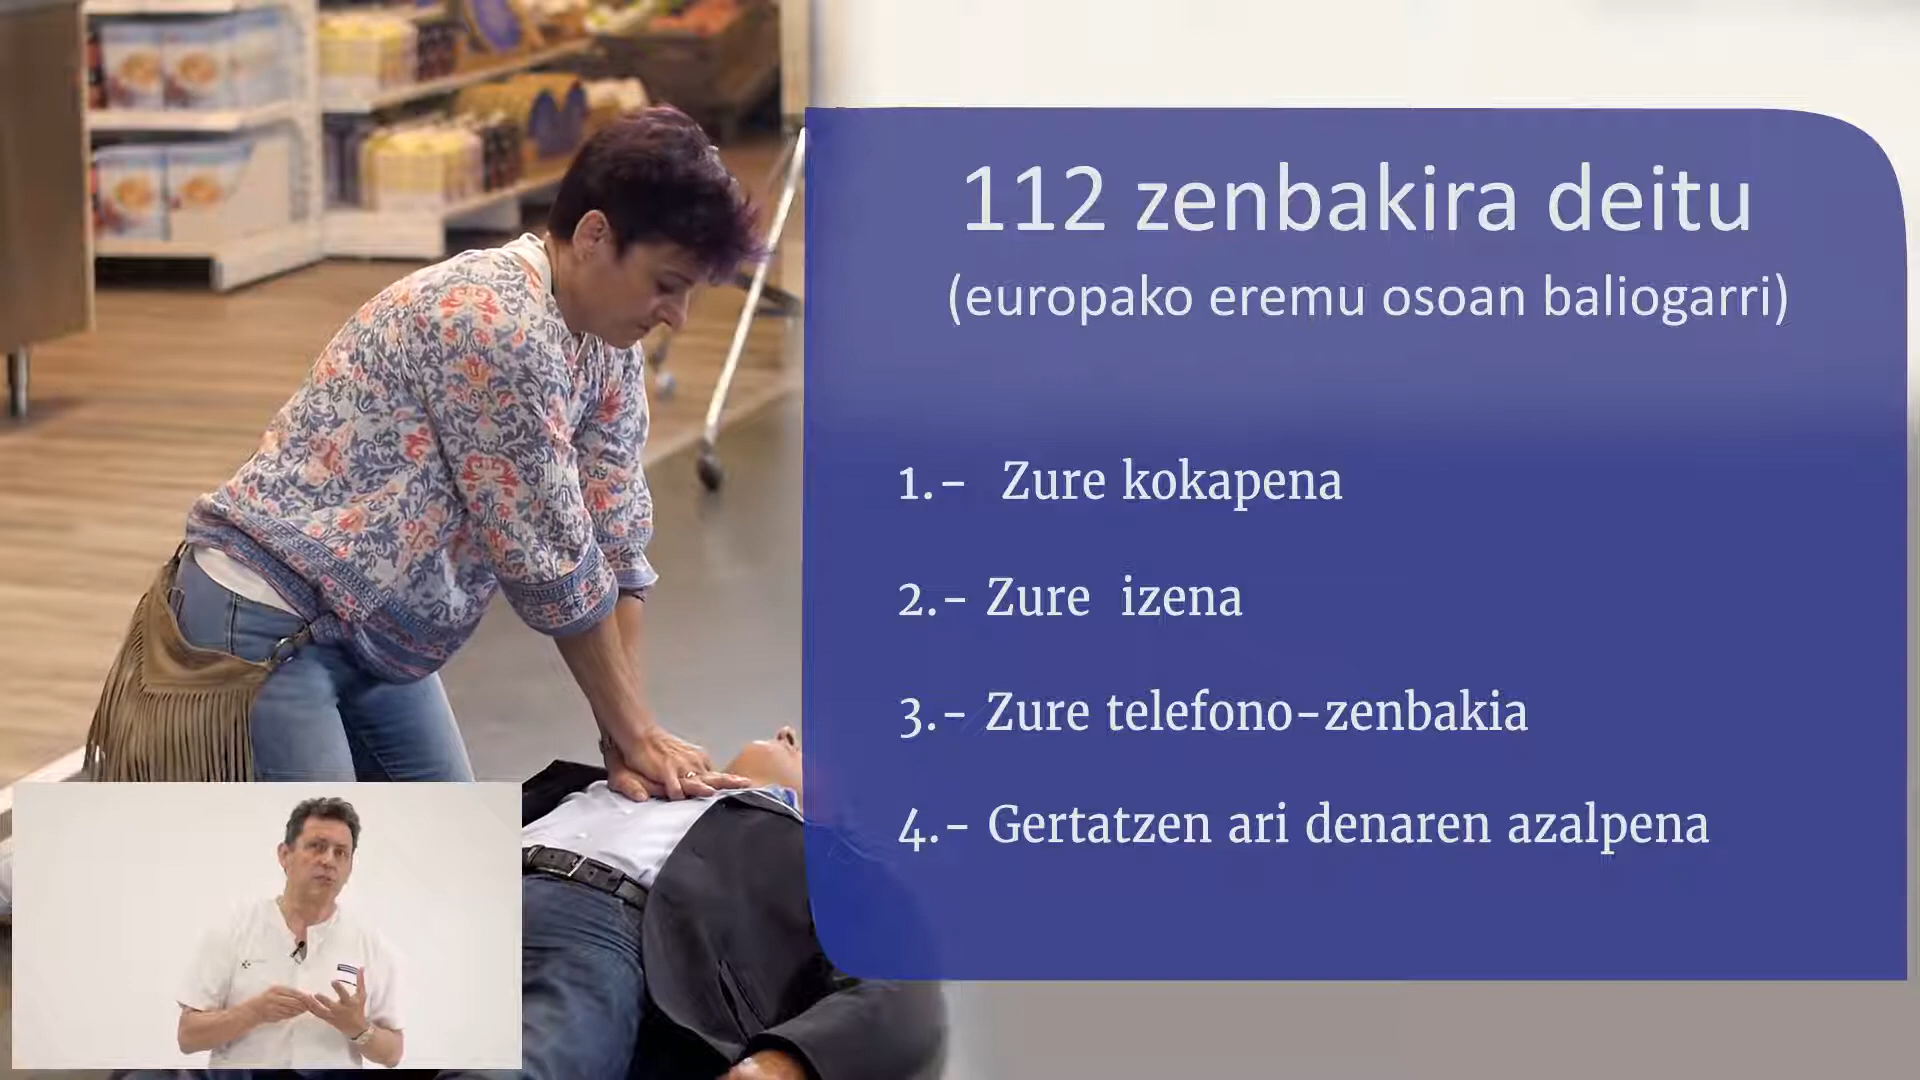 112 zenbakira deitu
(europako eremu osoan baliogarri)
1.- Zure kokapena
2.- Zure izena
3.- Zure telefono-zenbakia
4.- Gertatzen ari denaren azalpena